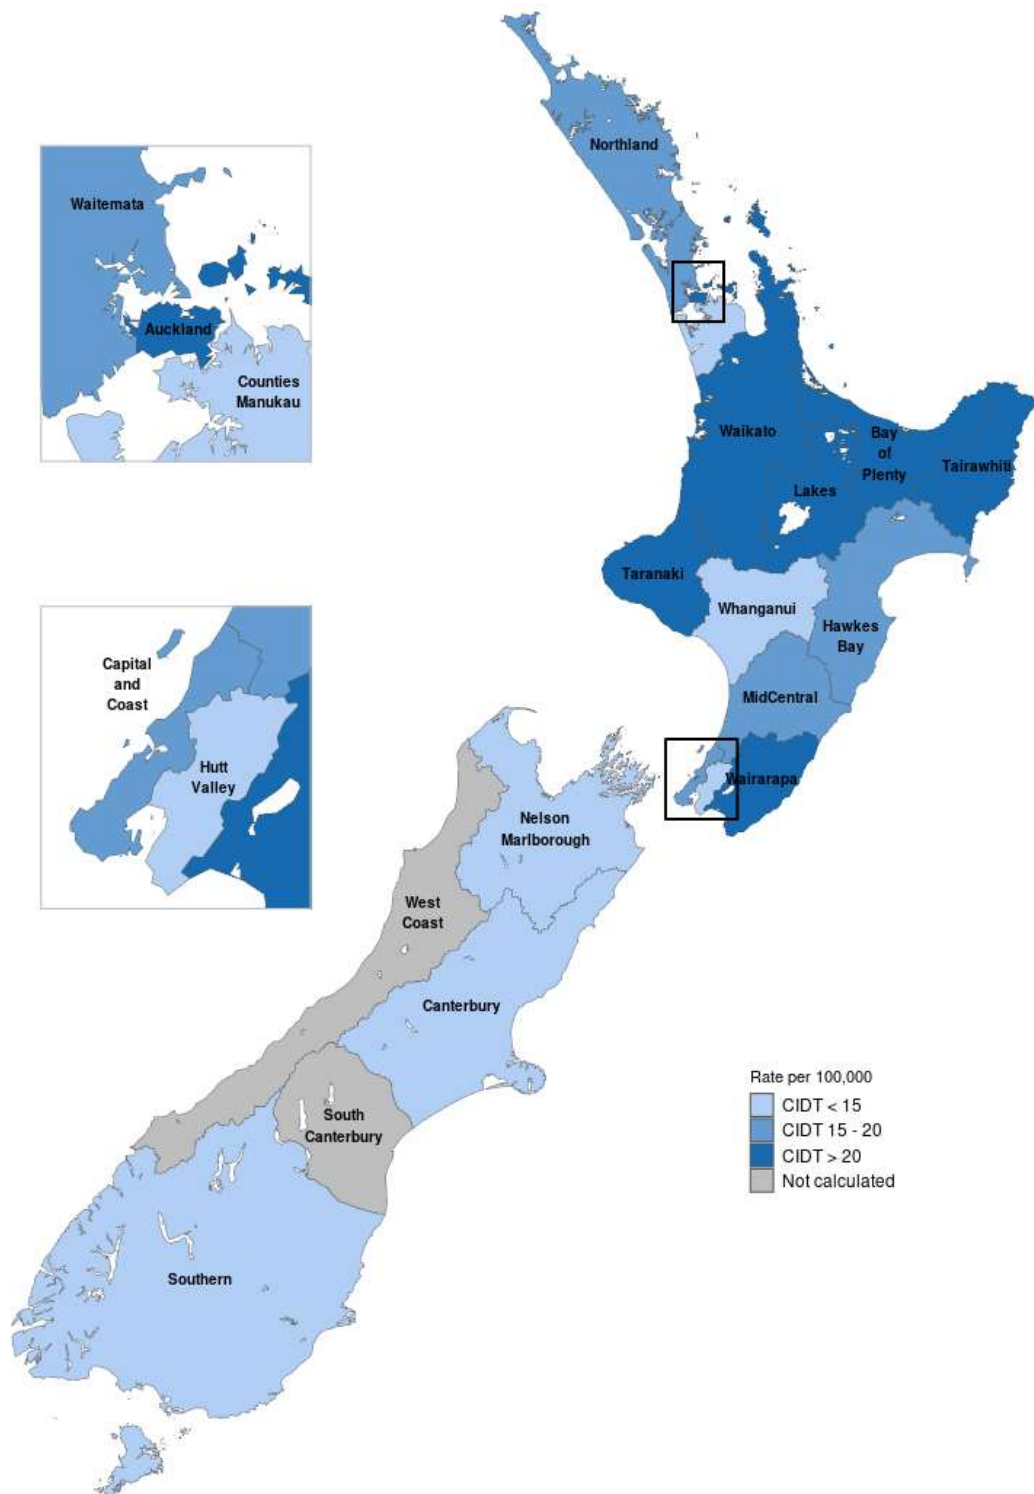 Northland
Waitemata
Auckland
Counties
Manukau
Waikato
Bay
of
Plenty
Tairawhiti
Lakes
Taranaki
Whanganui
Hawkes
Bay
MidCentral
Wairarapa
Capital
and
Coast
Hutt
Valley
Nelson
Marlborough
West
Coast
Canterbury
South
Canterbury
Southern
Rate per 100,000
CIDT < 15
CIDT 15 - 20
CIDT > 20
Not calculated